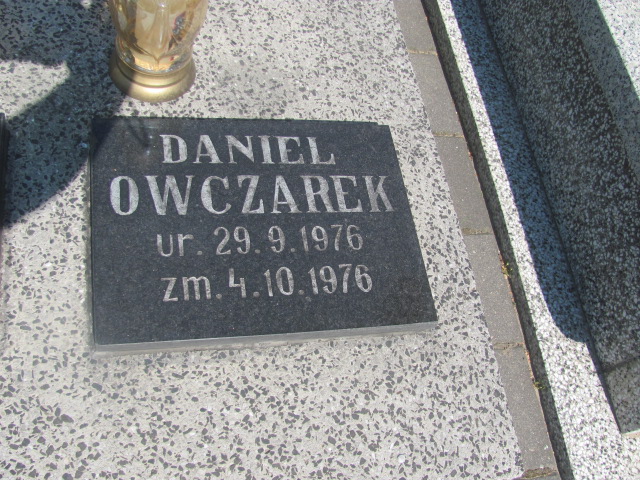 DANIEL
OWCZAREK
ur. 29. 9. 1976
zm. 4. 10. 1976